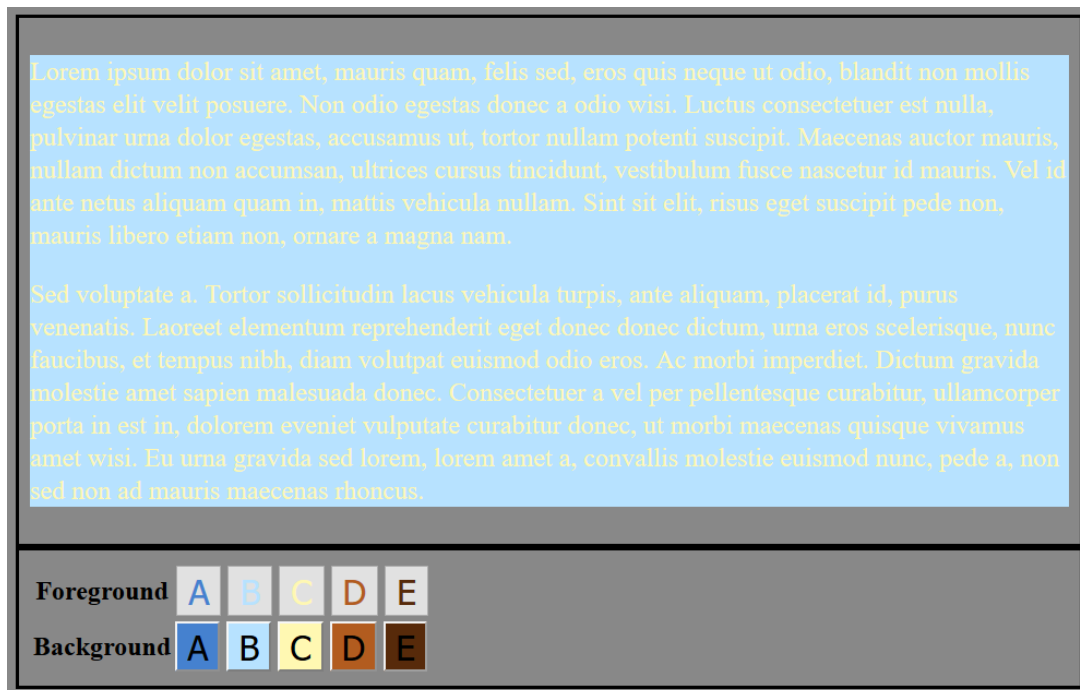 Lorem ipsum dolor sit amet, mauris quam, felis sed, eros quis neque ut odio, blandit non mollis
egestas elit velit posuere. Non odio egestas donec a odio wisi. Luctus consectetuer est nulla,
pulvinar urna dolor egestas, accusamus ut, tortor nullam potenti suscipit. Maecenas auctor mauris,
nullam dictum non accumsan, ultrices cursus tincidunt, vestibulum fusce nascetur id mauris. Vel id
ante netus aliquam quam in, mattis vehicula nullam. Sint sit elit, risus eget suscipit pede non,
mauris libero etiam non, ornare a magna nam.
Sed voluptate a. Tortor sollicitudin lacus vehicula turpis, ante aliquam, placerat id, purus
venenatis. Laoreet elementum reprehenderit eget donec donec dictum, urna eros scelerisque, nunc
faucibus, et tempus nibh, diam volutpat euismod odio eros. Ac morbi imperdiet. Dictum gravida
molestie amet sapien malesuada donec. Consectetuer a vel per pellentesque curabitur, ullamcorper
porta in est in, dolorem eveniet vulputate curabitur donec, ut morbi maecenas quisque vivamus
amet wisi. Eu urna gravida sed lorem, lorem amet a, convallis molestie euismod nunc, pede a, non
sed non ad mauris maecenas rhoncus.
Foreground A B C D E
Background A B C D E